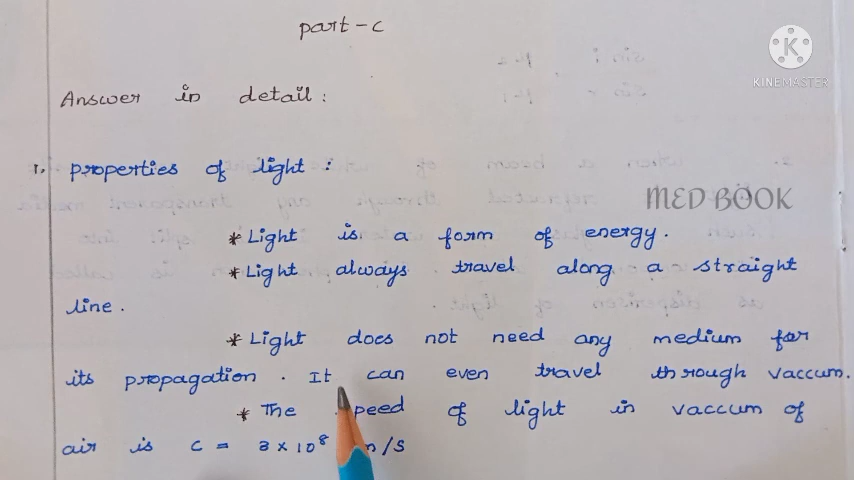 part-c
KINEMASTER
Answer in detail:
1. properties of light:
MED BOOK
* Light is a form of energy.
* Light always travel along a straight
line.
* Light does not need any medium for
its propagation. It can even travel through vaccum.
* The peed of light in vaccum of
air is c = 3×10⁸ /s